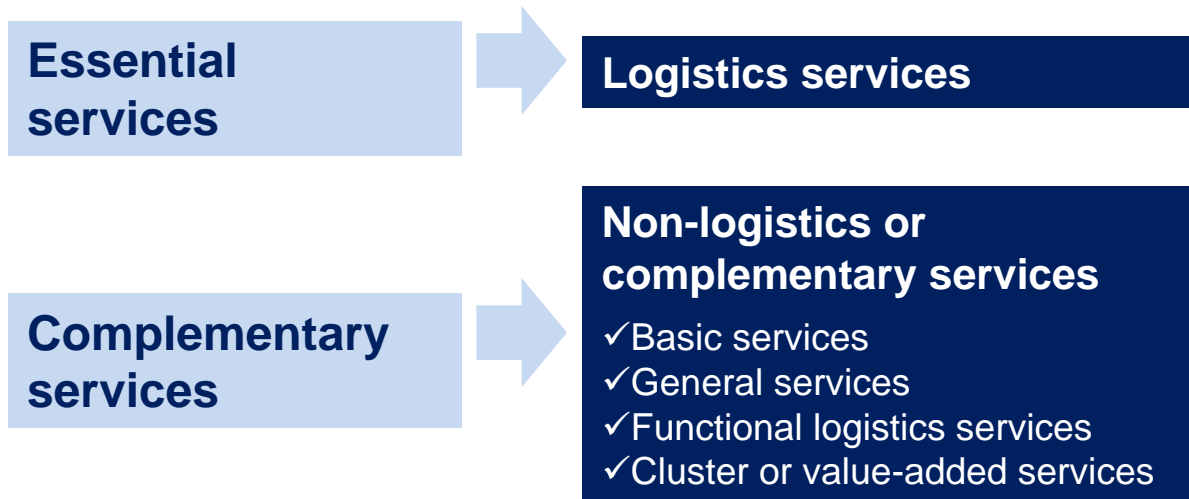 Essential
services
Logistics services
Complementary
services
Non-logistics or
complementary services
✓Basic services
✓General services
✓Functional logistics services
✓Cluster or value-added services